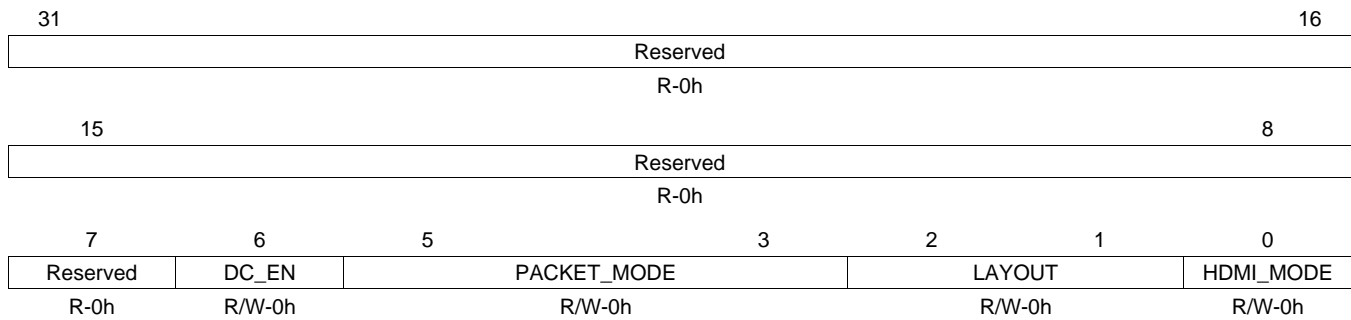 31 16
Reserved
R-0h
15 8
Reserved
R-0h
7 6 5 3 2 1 0
Reserved DC_EN PACKET_MODE LAYOUT HDMI_MODE
R-0h R/W-0h R/W-0h R/W-0h R/W-0h